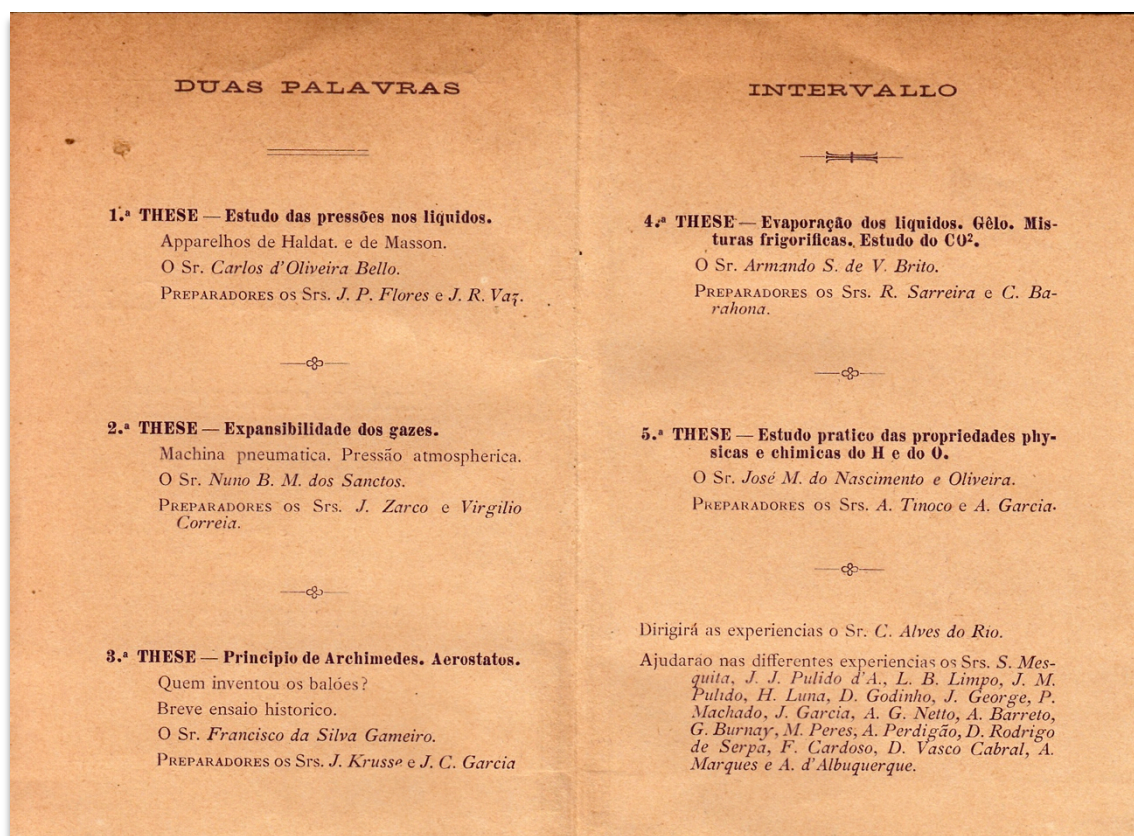 DUAS PALAVRAS
1.ª THESE — Estudo das pressões nos liquidos.
Apparelhos de Haldat. e de Masson.
O Sr. Carlos d'Oliveira Bello.
PREPARADORES OS Srs. J. P. Flores e J. R. Vaz.
2.ª THESE — Expansibilidade dos gazes.
Machina pneumatica. Pressão atmospherica.
O Sr. Nuno B. M. dos Sanctos.
PREPARADORES OS Srs. J. Zarco e Virgilio
Correia.
3.ª THESE — Principio de Archimedes. Aerostatos.
Quem inventou os balões?
Breve ensaio historico.
O Sr. Francisco da Silva Gameiro.
PREPARADORES OS Srs. J. Krusse e J. C. Garcia
INTERVALLO
4.ª THESE — Evaporação dos liquidos. Gêlo. Mis-
turas frigorificas. Estudo do CO².
O Sr. Armando S. de V. Brito.
PREPARADORES OS Srs. R. Sarreira e C. Ba-
rahona.
5.ª THESE — Estudo pratico das propriedades phy-
sicas e chimicas do H e do O.
O Sr. José M. do Nascimento e Oliveira.
PREPARADORES OS Srs. A. Tinoco e A. Garcia.
Dirigirá as experiencias o Sr. C. Alves do Rio.
Ajudarão nas differentes experiencias os Srs. S. Mes-
quita, J. J. Pulido d'A., L. B. Limpo, J. M.
Pulido, H. Luna, D. Godinho, J. George, P.
Machado, J. Garcia, A. G. Netto, A. Barreto,
G. Burnay, M. Peres, A. Perdigão, D. Rodrigo
de Serpa, F. Cardoso, D. Vasco Cabral, A.
Marques e A. d'Albuquerque.